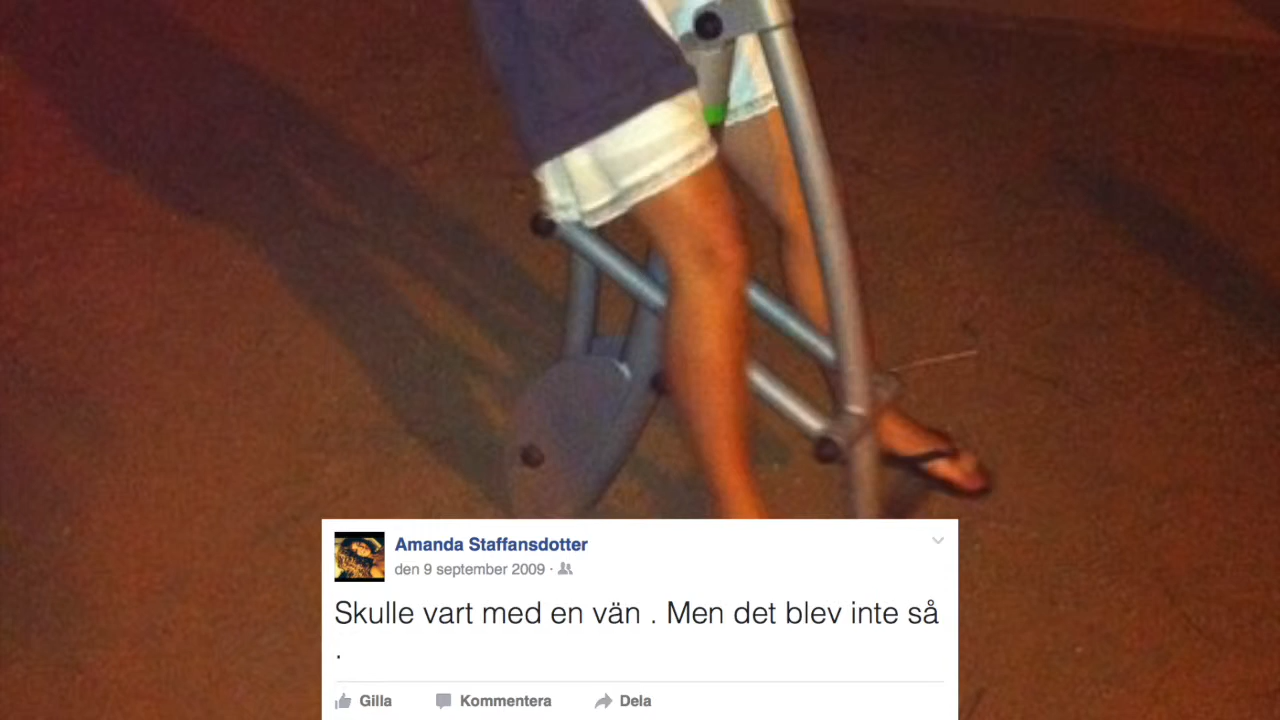 Amanda Staffansdotter
den 9 september 2009 ·
Skulle vart med en vän . Men det blev inte så
.
Gilla Kommentera Dela